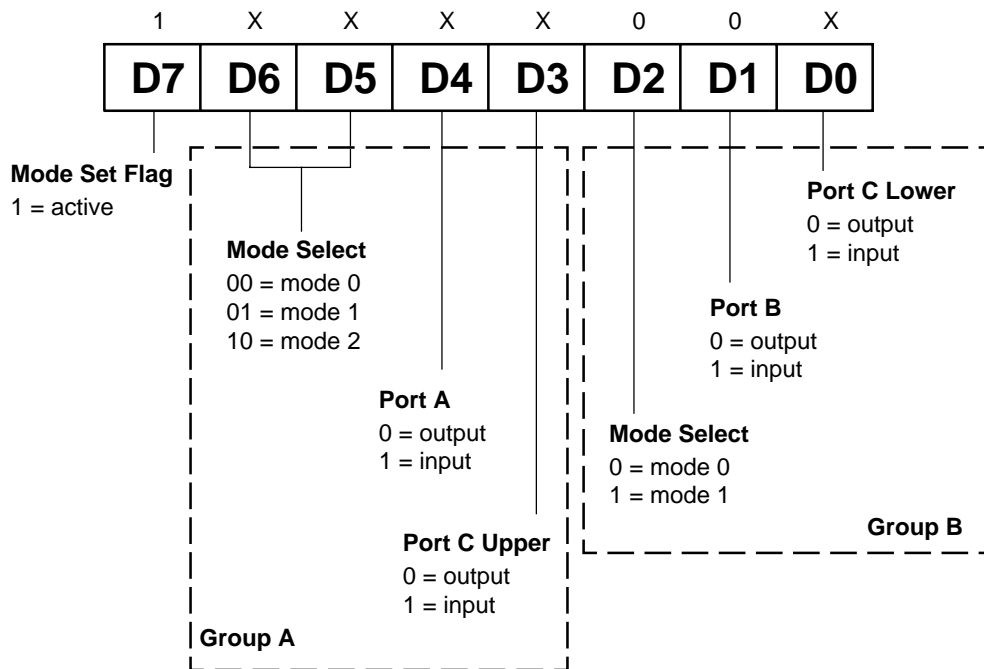 1 X X X X 0 0 X
D7 D6 D5 D4 D3 D2 D1 D0
Mode Set Flag
1 = active
Mode Select
00 = mode 0
01 = mode 1
10 = mode 2
Port A
0 = output
1 = input
Port C Upper
0 = output
1 = input
Group A
Port C Lower
0 = output
1 = input
Port B
0 = output
1 = input
Mode Select
0 = mode 0
1 = mode 1
Group B